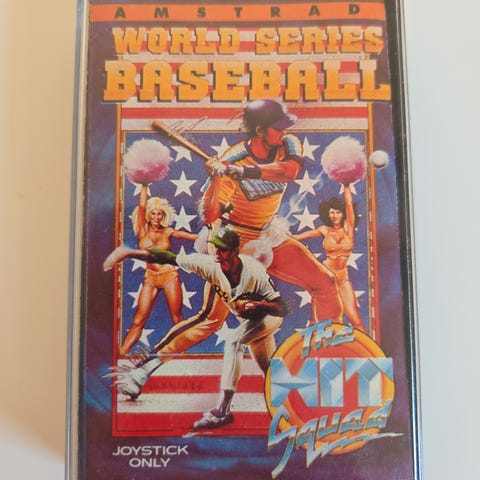 AMSTRAD
WORLD SERIES
BASEBALL
The
HIT
Squad
JOYSTICK
ONLY